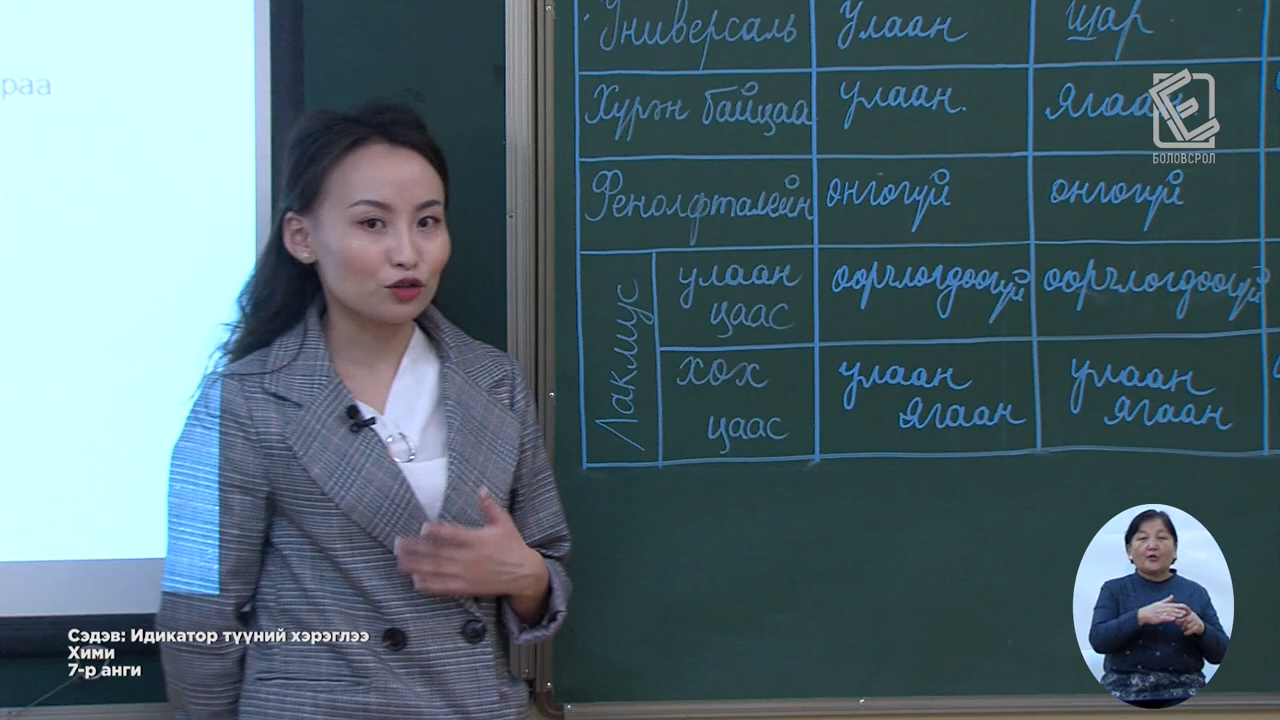 раа
Универсаль улаан шар
Хүрэн байцаа улаан. ягаан
Фенолфталейн өнгөгүй өнгөгүй
Лакмус
улаан цаас өөрчлөгдөөгүй өөрчлөгдөөгүй
хөх цаас улаан ягаан улаан ягаан
БОЛОВСРОЛ
Сэдэв: Идикатор түүний хэрэглээ
Хими
7-р анги